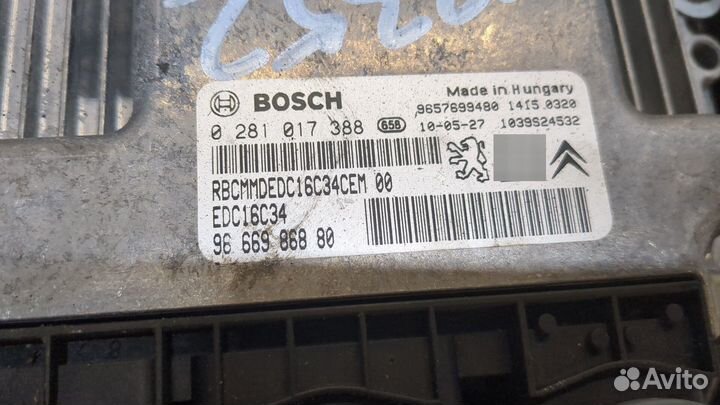 BOSCH
Made in Hungary
9657699480 1415.0320
0 281 017 388 658 10-05-27 1039S24532
RBCMMDEDC16C34CEM 00
EDC16C34
96 669 868 80
Avito